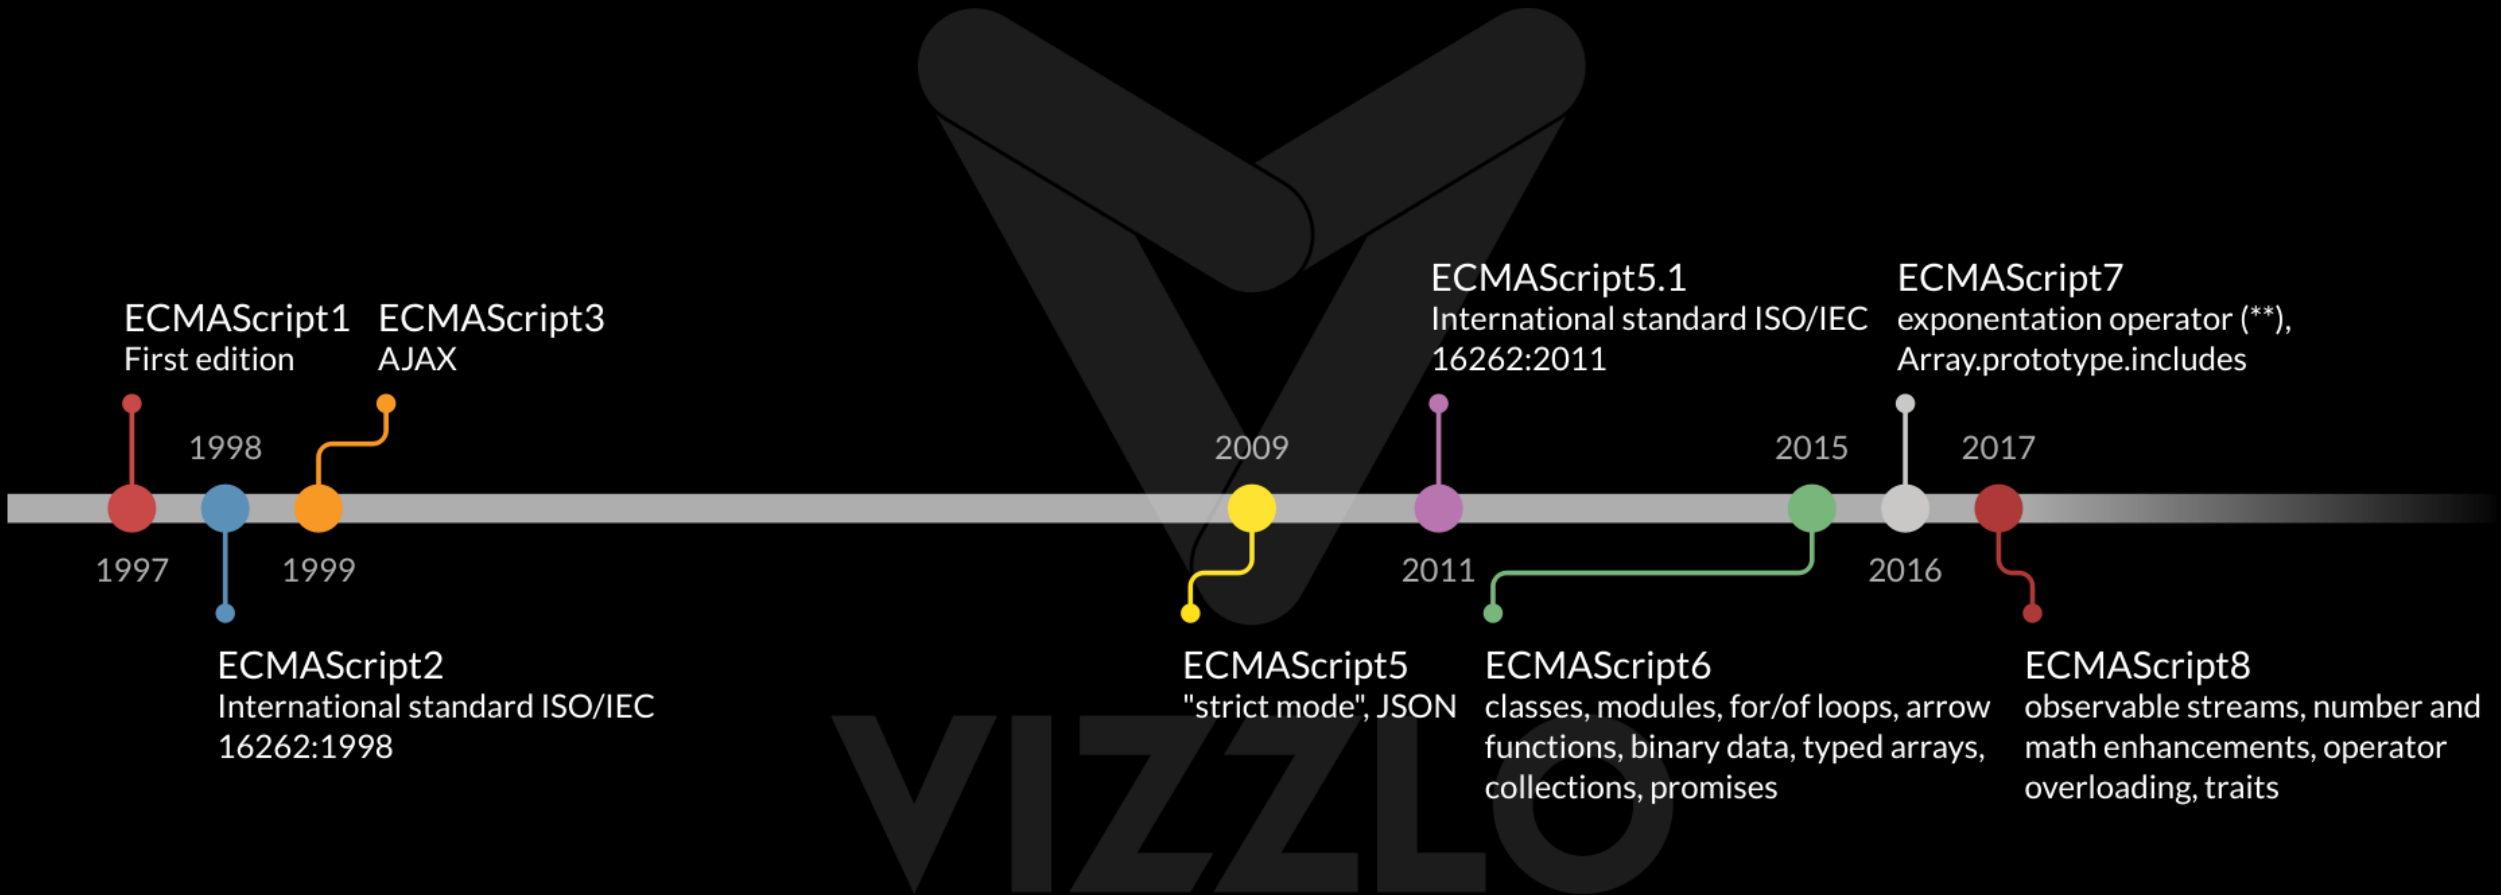 ECMAScript1
First edition
ECMAScript3
AJAX
ECMAScript5.1
International standard ISO/IEC
16262:2011
ECMAScript7
exponentation operator (**),
Array.prototype.includes
1998
2009
2015
2017
1997
1999
2011
2016
ECMAScript2
International standard ISO/IEC
16262:1998
ECMAScript5
"strict mode", JSON
ECMAScript6
classes, modules, for/of loops, arrow
functions, binary data, typed arrays,
collections, promises
ECMAScript8
observable streams, number and
math enhancements, operator
overloading, traits
VIZZLO